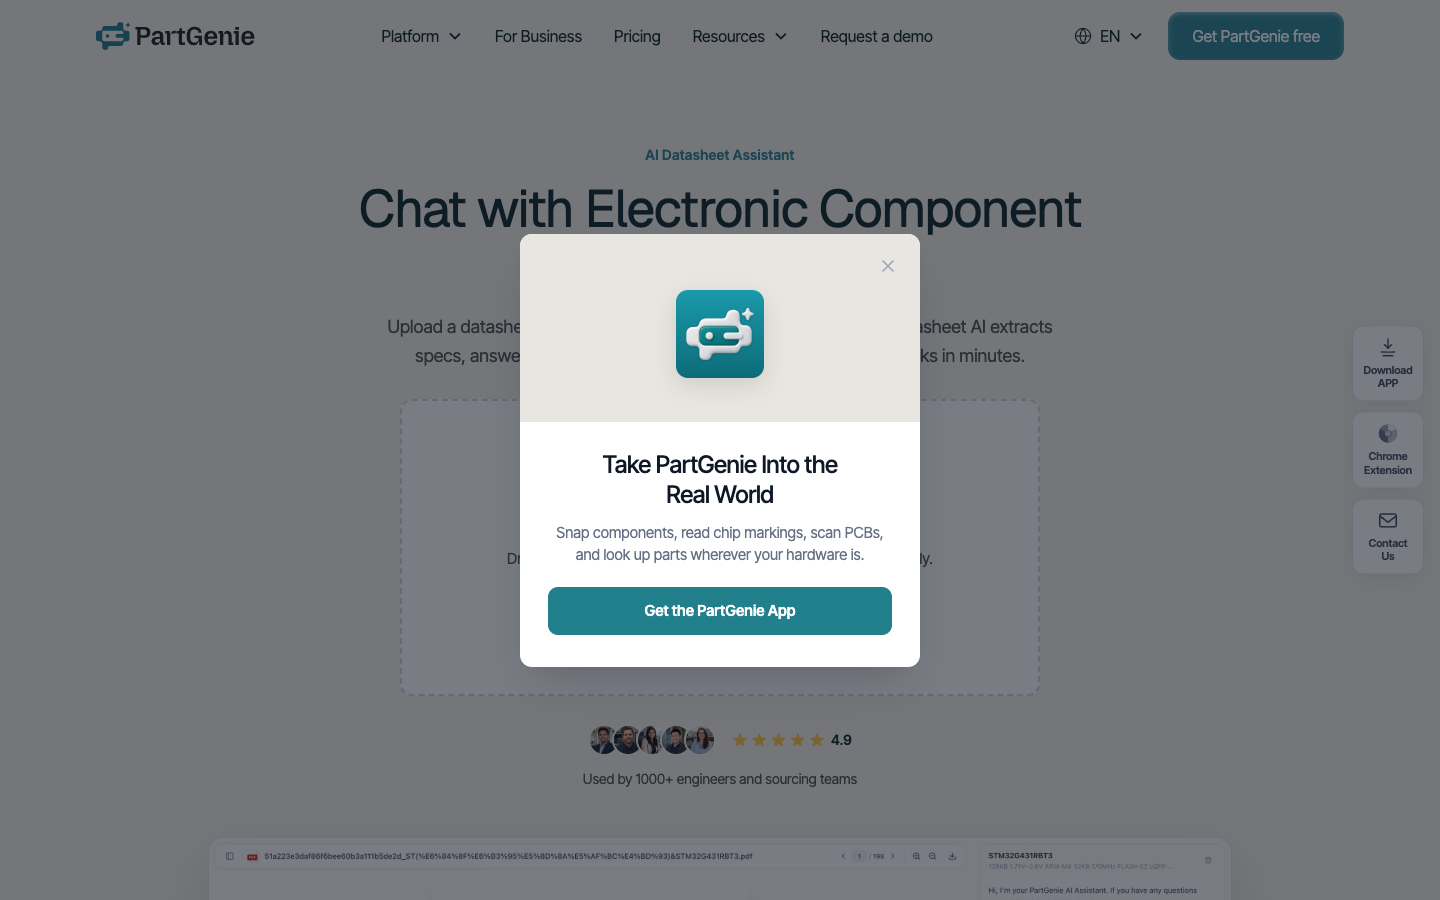 PartGenie
Platform
For Business
Pricing
Resources
Request a demo
EN
Get PartGenie free
AI Datasheet Assistant
Chat with Electronic Component
Upload a datashe
asheet AI extracts
specs, answe
ks in minutes.
Download
APP
Chrome
Extension
Contact
Us
Take PartGenie Into the
Real World
Snap components, read chip markings, scan PCBs,
and look up parts wherever your hardware is.
Get the PartGenie App
Dr
ly.
4.9
Used by 1000+ engineers and sourcing teams
1 / 198
STM32G431RBT3
Hi, I'm your PartGenie AI Assistant. If you have any questions